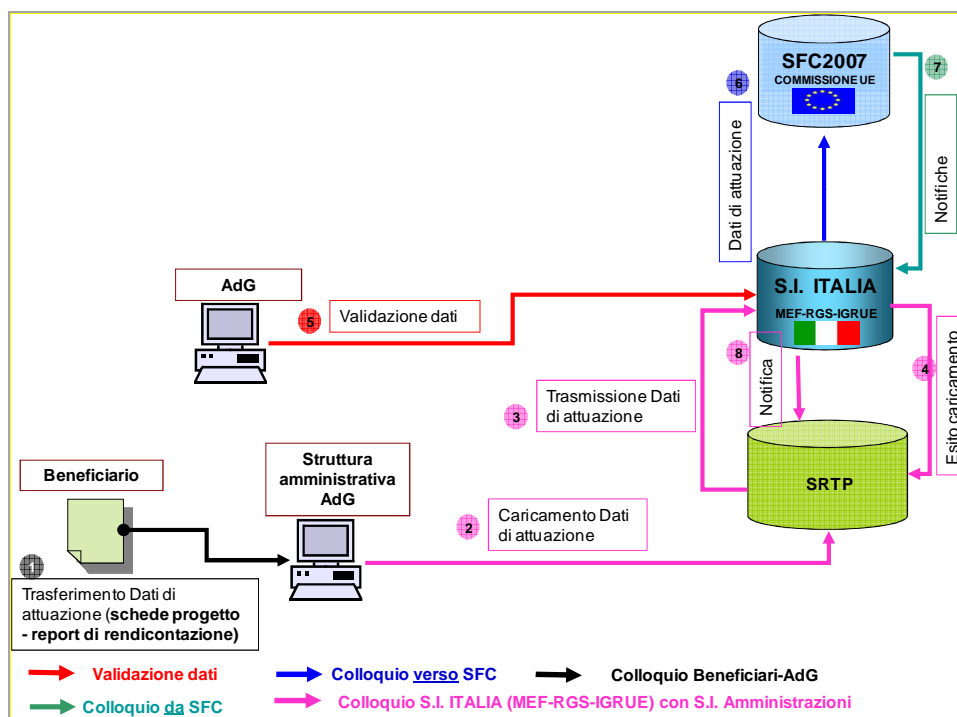 SFC2007
COMMISSIONE UE
6
7
Dati di attuazione
Notifiche
AdG
S.I. ITALIA
MEF-RGS-IGRUE
5
Validazione dati
8
Notifica
4
Esito caricamento
3
Trasmissione Dati
di attuazione
Beneficiario
Struttura
amministrativa
AdG
SRTP
2
Caricamento Dati
di attuazione
1
Trasferimento Dati di
attuazione (schede progetto
- report di rendicontazione)
Validazione dati
Colloquio verso SFC
Colloquio Beneficiari-AdG
Colloquio da SFC
Colloquio S.I. ITALIA (MEF-RGS-IGRUE) con S.I. Amministrazioni